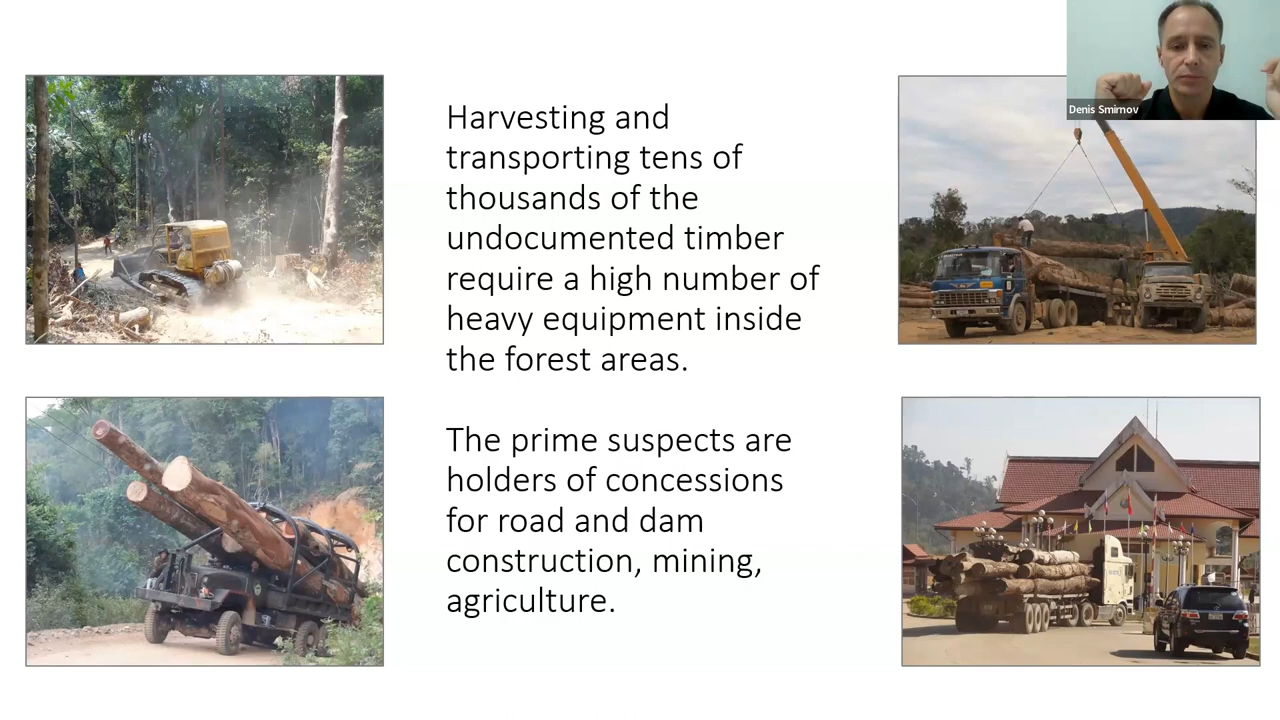 Denis Smirnov
Harvesting and
transporting tens of
thousands of the
undocumented timber
require a high number of
heavy equipment inside
the forest areas.
The prime suspects are
holders of concessions
for road and dam
construction, mining,
agriculture.